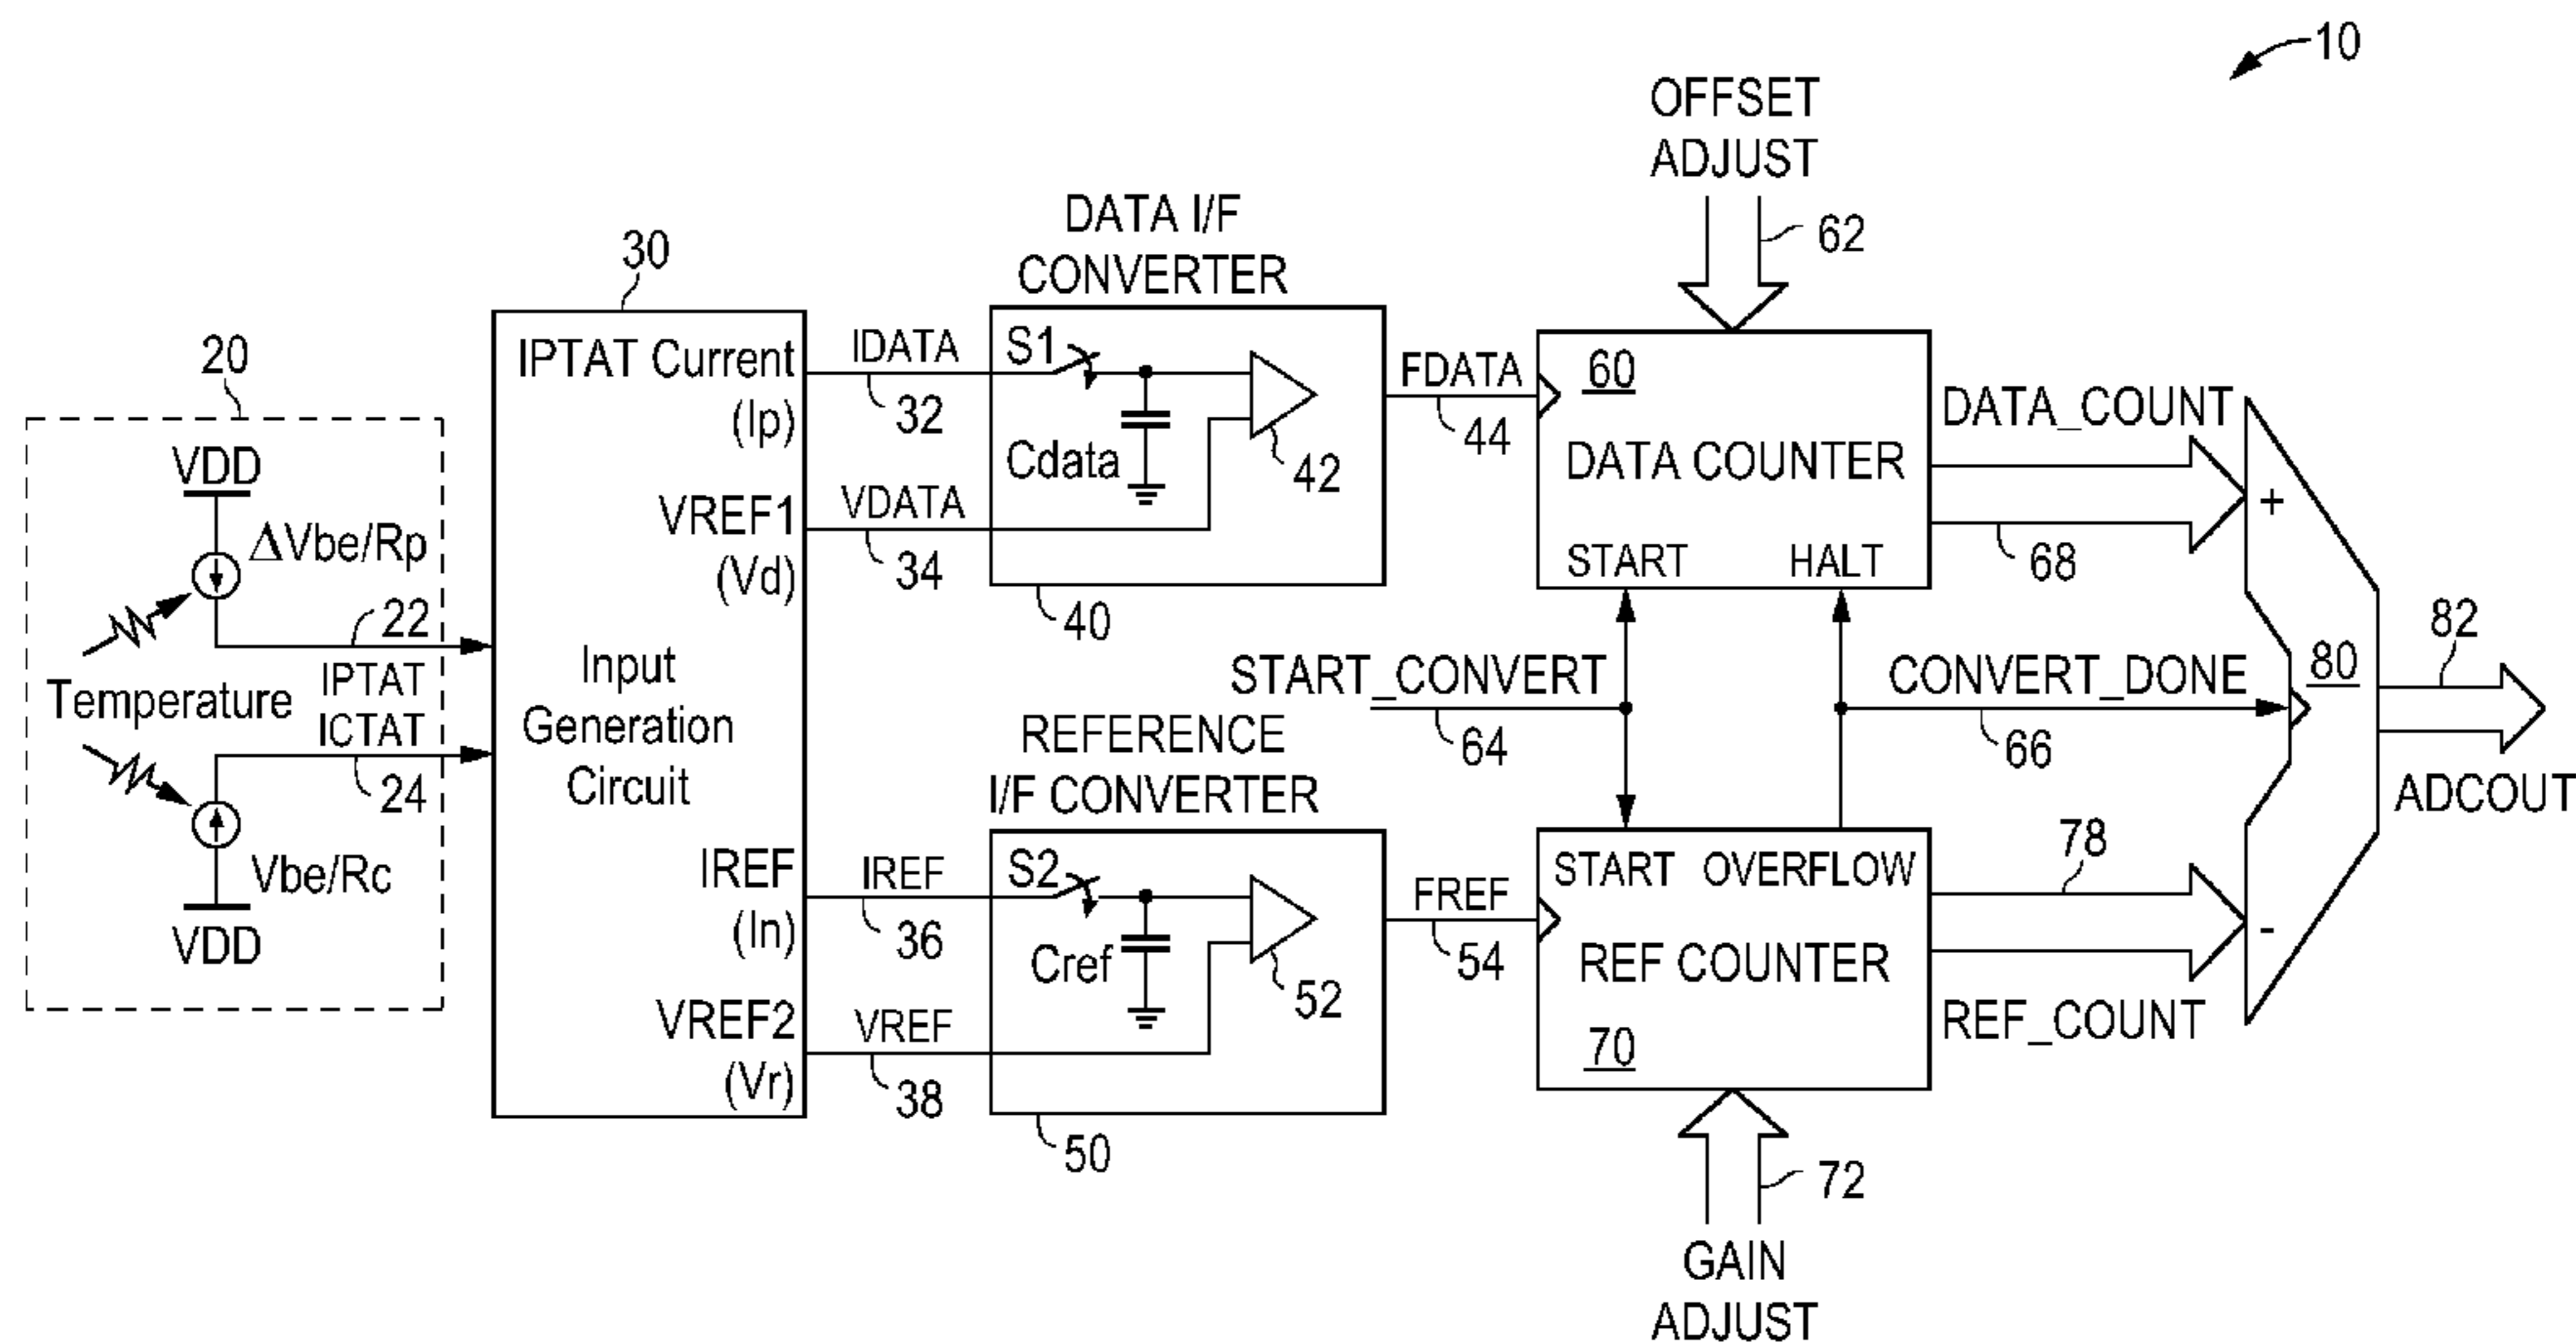 10
OFFSET
ADJUST
62
DATA I/F
CONVERTER
30
20
VDD
ΔVbe/Rp
22
IPTAT
Temperature
ICTAT
24
Vbe/Rc
VDD
IPTAT Current
(Ip)
VREF1
(Vd)
Input
Generation
Circuit
IREF
(In)
VREF2
(Vr)
IDATA
32
VDATA
34
S1
Cdata
42
40
FDATA
44
60
DATA COUNTER
START HALT
DATA_COUNT
68
+
START_CONVERT
64
CONVERT_DONE
66
80
82
ADCOUT
REFERENCE
I/F CONVERTER
IREF
36
VREF
38
S2
Cref
52
50
FREF
54
START OVERFLOW
REF COUNTER
70
78
REF_COUNT
-
72
GAIN
ADJUST